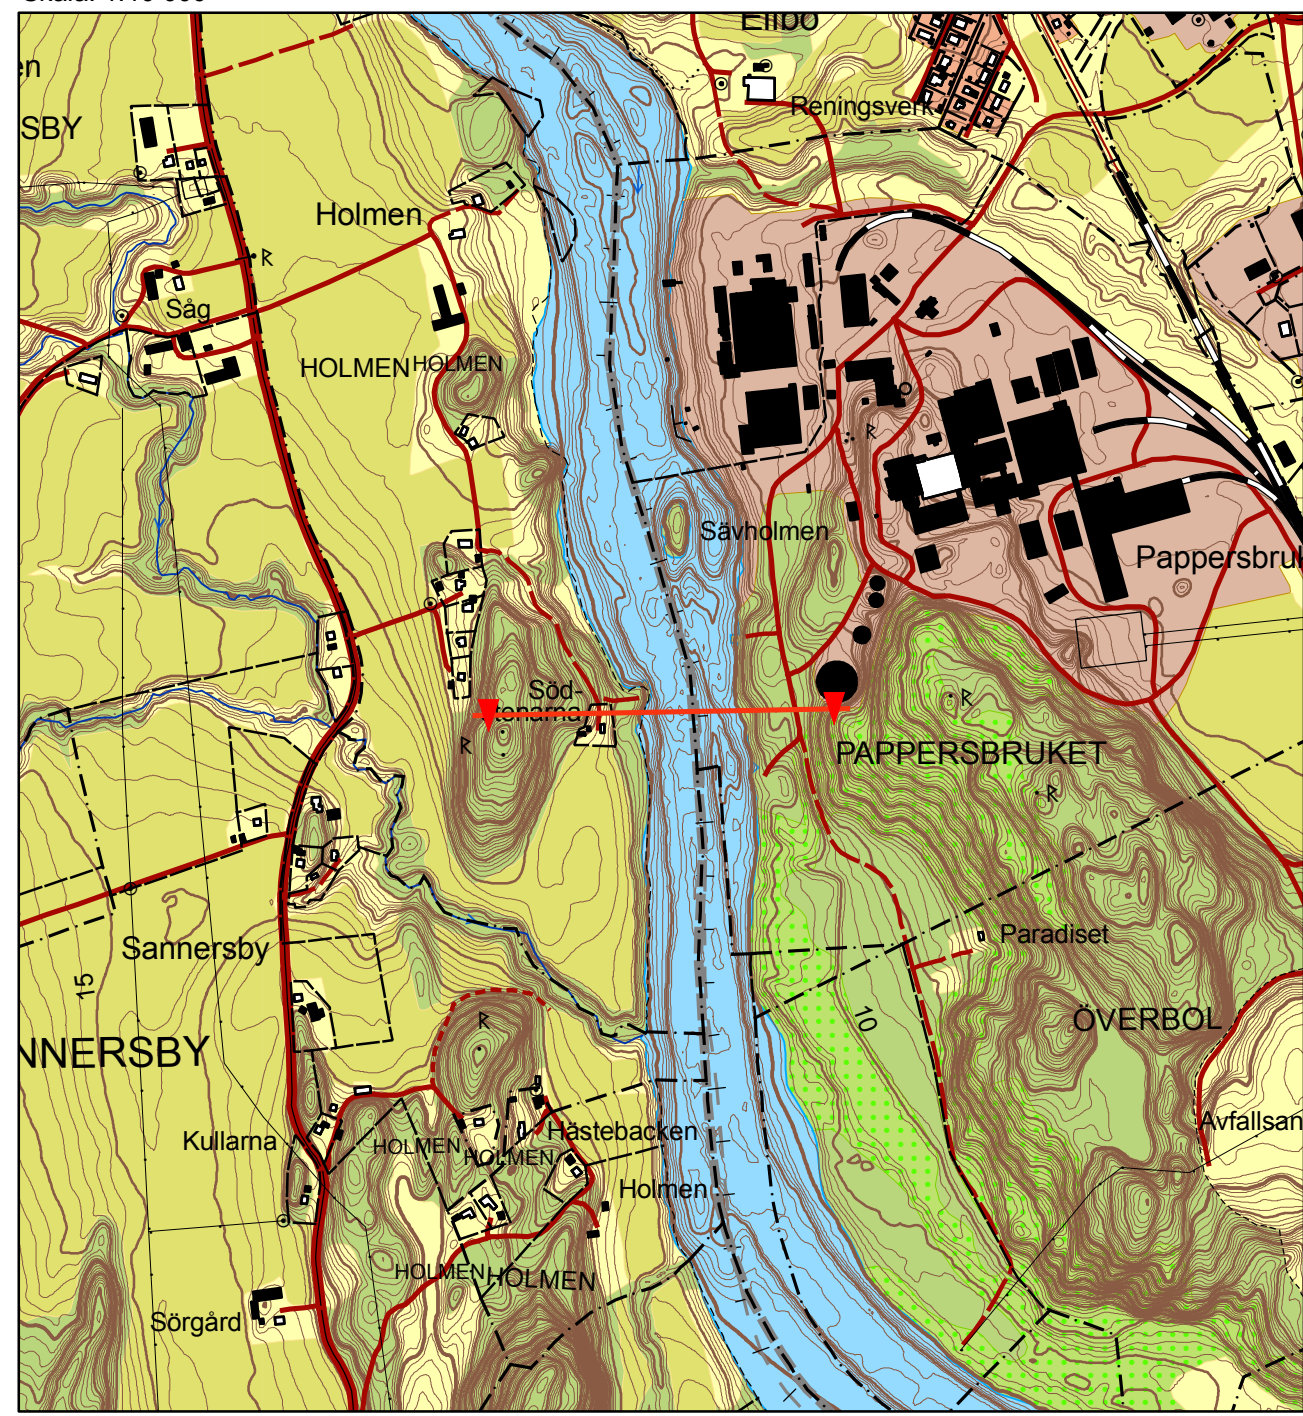 Ellbo
SBY
Reningsverk
Holmen
R
Såg
HOLMEN
HOLMEN
R
Sävholmen
Pappersbruk
Söd-
R
R
PAPPERSBRUKET
R
Sannersby
Paradiset
15
10
R
ÖVERBOL
NNERSBY
Avfallsan
Kullarna
HOLMEN
HOLMEN
Hästebacken
Holmen
HOLMEN
HOLMEN
Sörgård